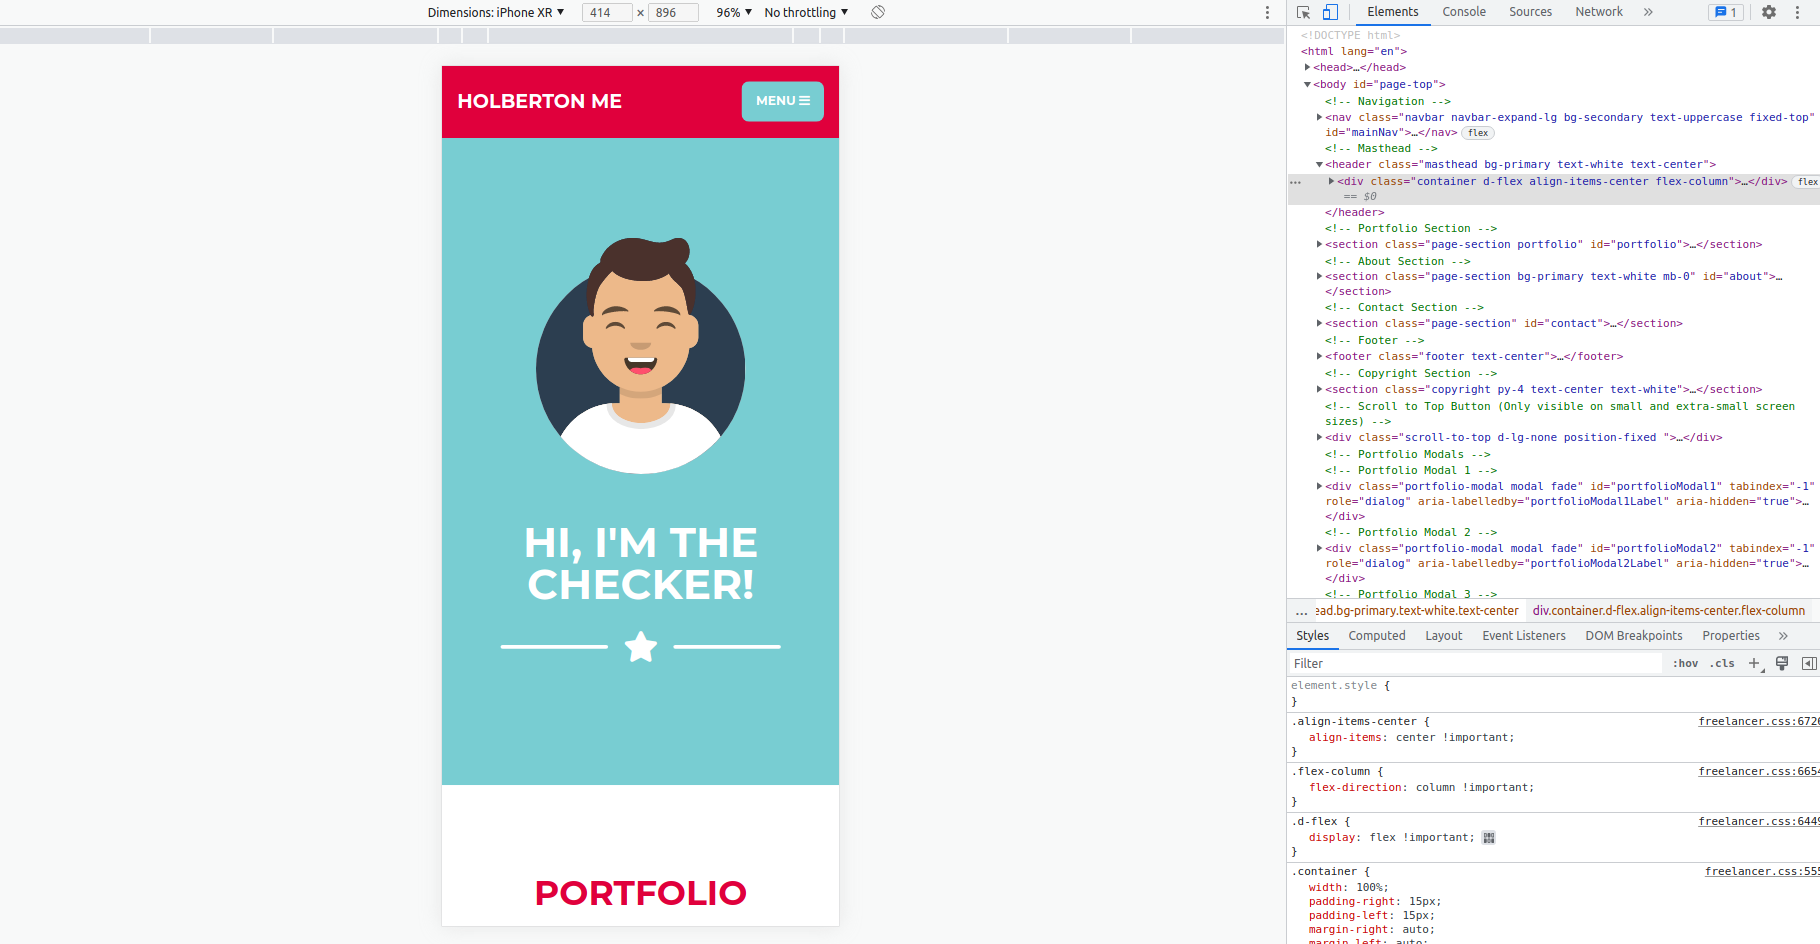 Dimensions: iPhone XR ▼ 414 × 896 96% ▼ No throttling ▼
HOLBERTON ME
MENU
HI, I'M THE
CHECKER!
PORTFOLIO
Elements Console Sources Network » 1
<!DOCTYPE html>
<html lang="en">
<head>…</head>
<body id="page-top">
<!-- Navigation -->
<nav class="navbar navbar-expand-lg bg-secondary text-uppercase fixed-top"
id="mainNav">…</nav> flex
<!-- Masthead -->
<header class="masthead bg-primary text-white text-center">
<div class="container d-flex align-items-center flex-column">…</div> flex
== $0
</header>
<!-- Portfolio Section -->
<section class="page-section portfolio" id="portfolio">…</section>
<!-- About Section -->
<section class="page-section bg-primary text-white mb-0" id="about">…
</section>
<!-- Contact Section -->
<section class="page-section" id="contact">…</section>
<!-- Footer -->
<footer class="footer text-center">…</footer>
<!-- Copyright Section -->
<section class="copyright py-4 text-center text-white">…</section>
<!-- Scroll to Top Button (Only visible on small and extra-small screen
sizes) -->
<div class="scroll-to-top d-lg-none position-fixed ">…</div>
<!-- Portfolio Modals -->
<!-- Portfolio Modal 1 -->
<div class="portfolio-modal modal fade" id="portfolioModal1" tabindex="-1"
role="dialog" aria-labelledby="portfolioModal1Label" aria-hidden="true">…
</div>
<!-- Portfolio Modal 2 -->
<div class="portfolio-modal modal fade" id="portfolioModal2" tabindex="-1"
role="dialog" aria-labelledby="portfolioModal2Label" aria-hidden="true">…
</div>
<!-- Portfolio Modal 3 -->
... ead.bg-primary.text-white.text-center div.container.d-flex.align-items-center.flex-column
Styles Computed Layout Event Listeners DOM Breakpoints Properties »
Filter :hov .cls +
element.style {
}
.align-items-center { freelancer.css:6726
align-items: center !important;
}
.flex-column { freelancer.css:6654
flex-direction: column !important;
}
.d-flex { freelancer.css:6449
display: flex !important;
}
.container { freelancer.css:555
width: 100%;
padding-right: 15px;
padding-left: 15px;
margin-right: auto;
margin-left: auto;